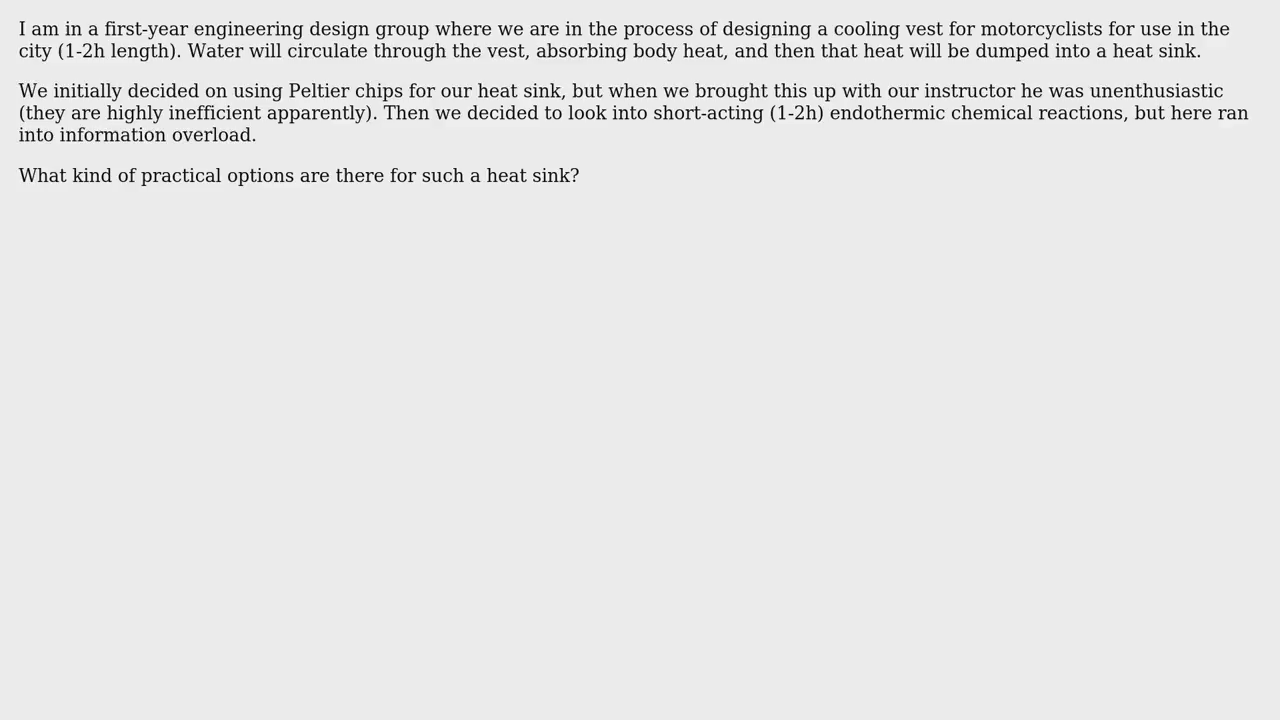 I am in a first-year engineering design group where we are in the process of designing a cooling vest for motorcyclists for use in the
city (1-2h length). Water will circulate through the vest, absorbing body heat, and then that heat will be dumped into a heat sink.
We initially decided on using Peltier chips for our heat sink, but when we brought this up with our instructor he was unenthusiastic
(they are highly inefficient apparently). Then we decided to look into short-acting (1-2h) endothermic chemical reactions, but here ran
into information overload.
What kind of practical options are there for such a heat sink?